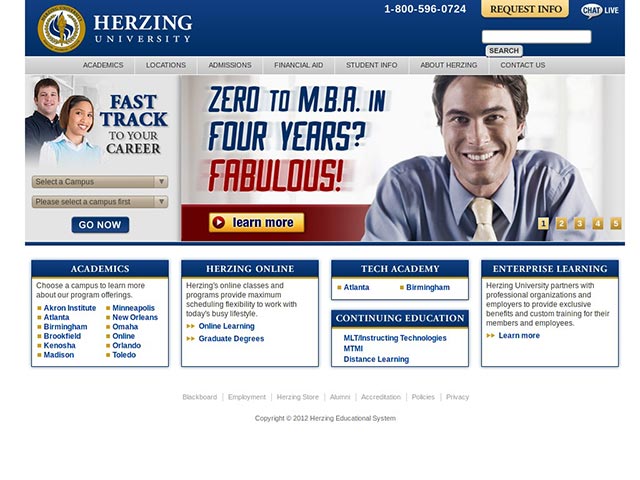 HERZING
UNIVERSITY
1-800-596-0724
REQUEST INFO
CHAT LIVE
SEARCH
ACADEMICS
LOCATIONS
ADMISSIONS
FINANCIAL AID
STUDENT INFO
ABOUT HERZING
CONTACT US
FAST
TRACK
TO YOUR
CAREER
Select a Campus
Please select a campus first
GO NOW
ZERO TO M.B.A. IN
FOUR YEARS?
FABULOUS!
learn more
1 2 3 4 5
ACADEMICS
Choose a campus to learn more
about our program offerings.
Akron Institute
Atlanta
Birmingham
Brookfield
Kenosha
Madison
Minneapolis
New Orleans
Omaha
Online
Orlando
Toledo
HERZING ONLINE
Herzing's online classes and
programs provide maximum
scheduling flexibility to work with
today's busy lifestyle.
Online Learning
Graduate Degrees
TECH ACADEMY
Atlanta
Birmingham
CONTINUING EDUCATION
MLT/Instructing Technologies
MTMI
Distance Learning
ENTERPRISE LEARNING
Herzing University partners with
professional organizations and
employers to provide exclusive
benefits and custom training for their
members and employees.
Learn more
Blackboard
Employment
Herzing Store
Alumni
Accreditation
Policies
Privacy
Copyright © 2012 Herzing Educational System